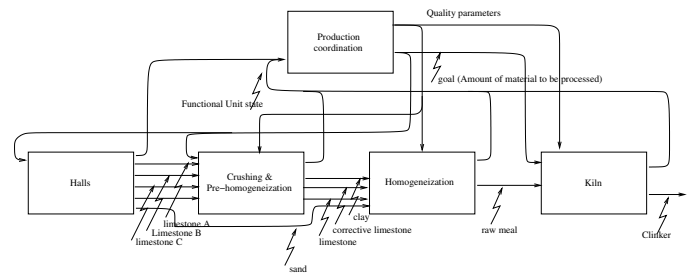 Quality parameters
Production
coordination
goal (Amount of material to be processed)
Functional Unit state
Halls
Crushing &
Pre-homogeneization
Homogeneization
Kiln
limestone A
Limestone B
limestone C
clay
corrective limestone
limestone
raw meal
Clinker
sand